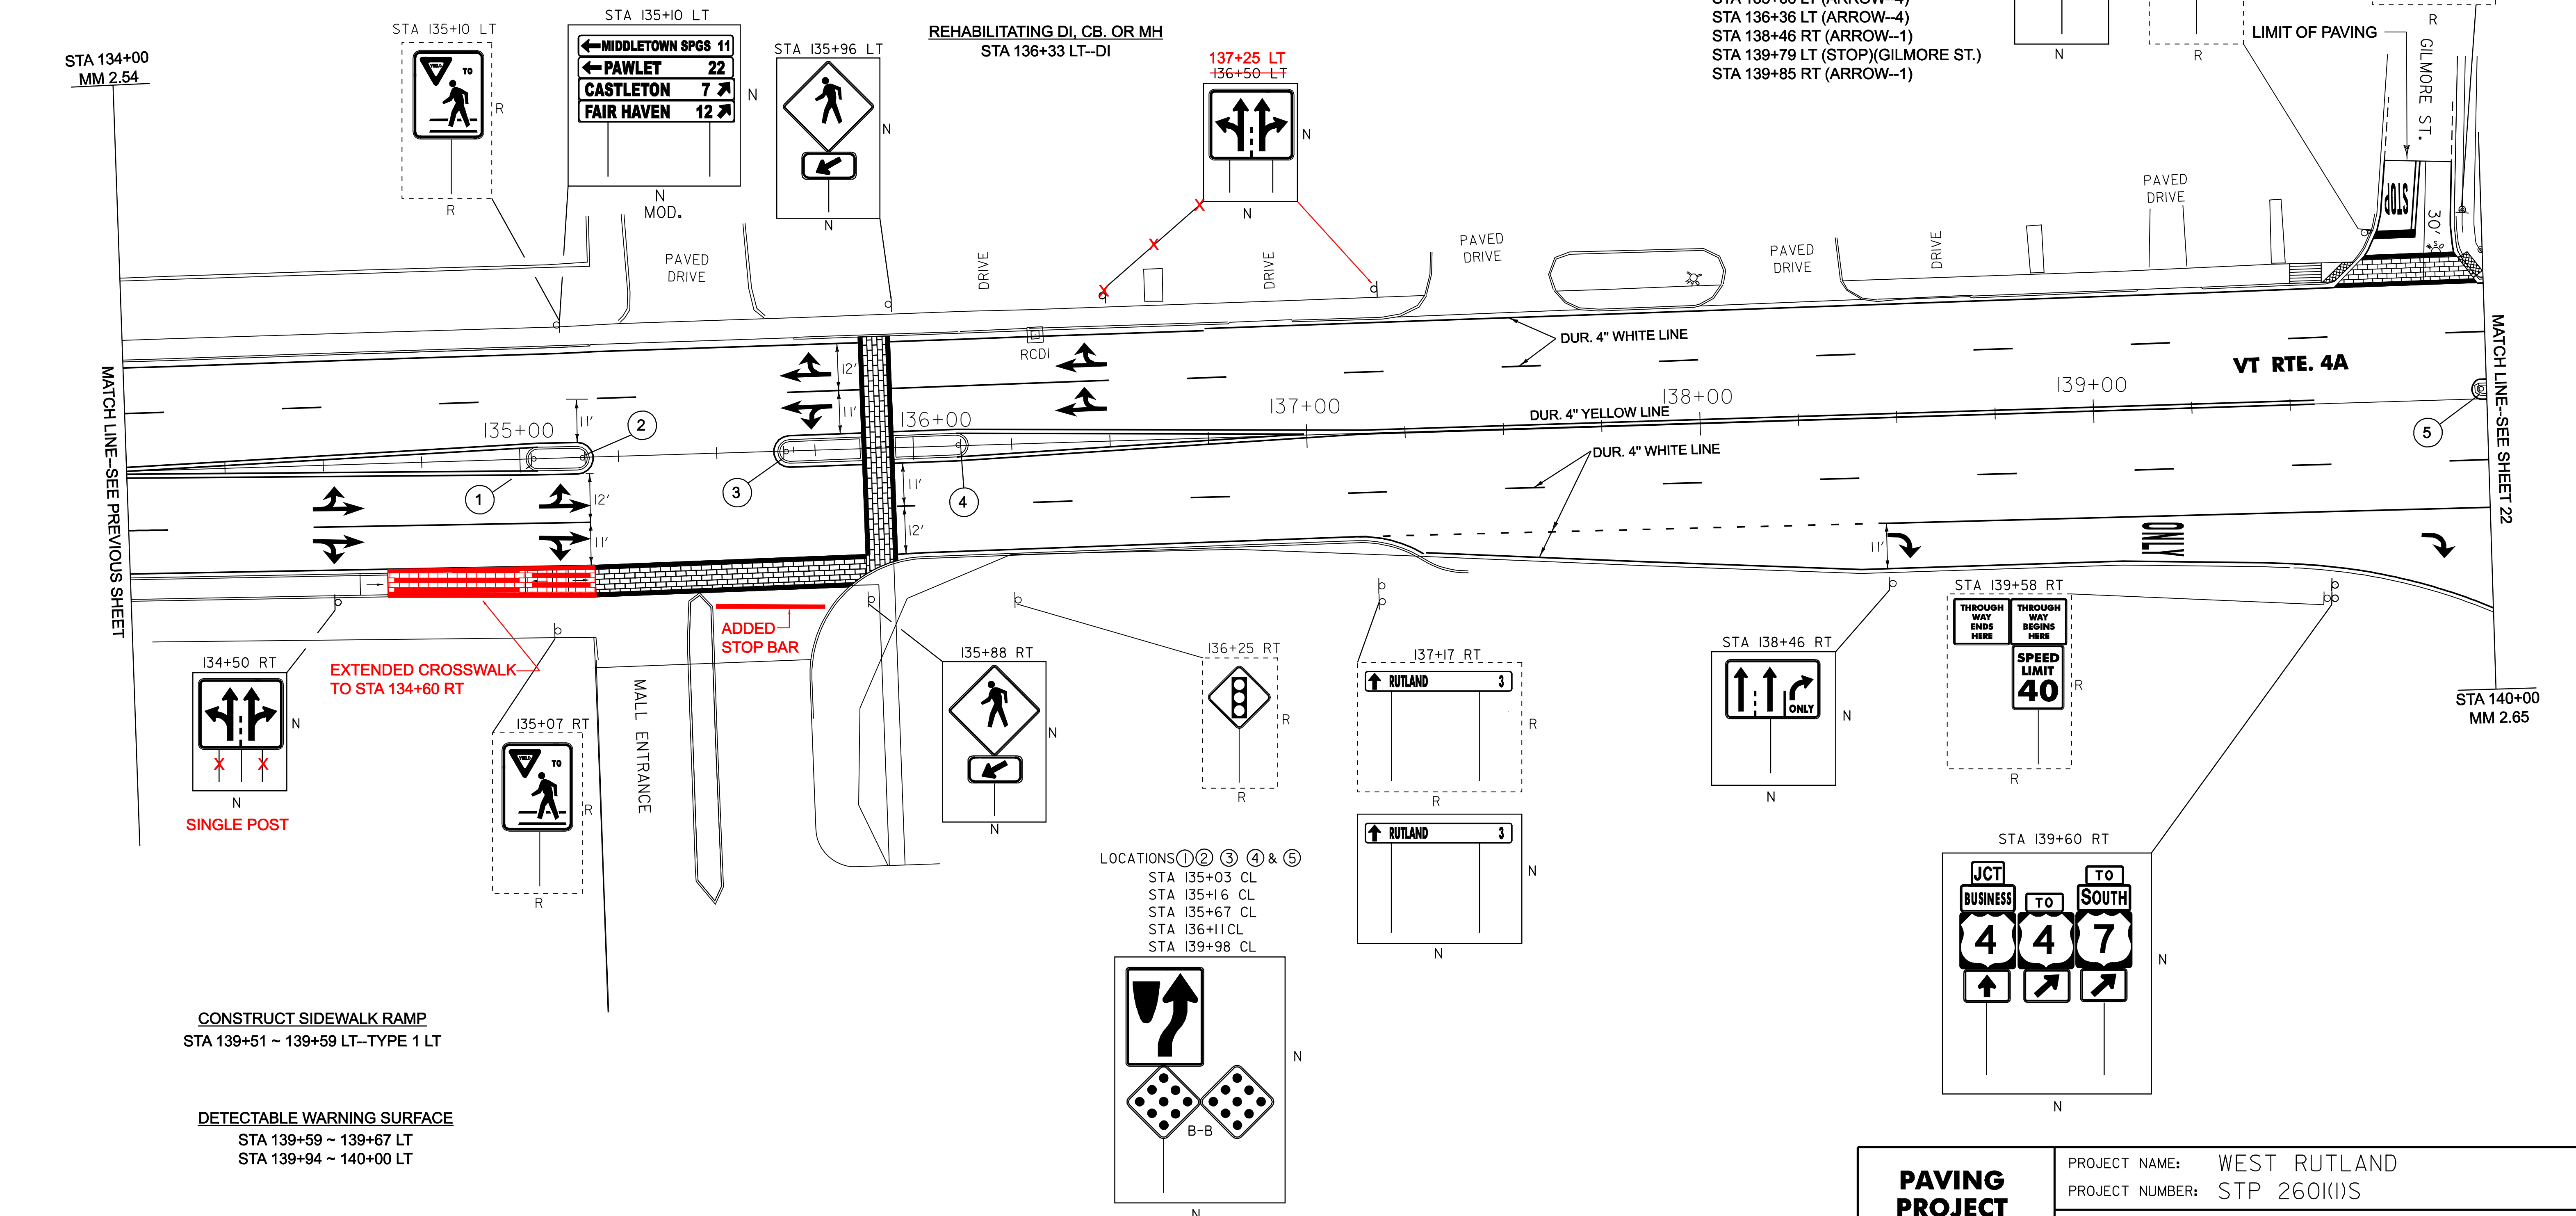 STA 134+00
MM 2.54
STA 135+10 LT
YIELD
TO
R
R
STA 135+10 LT
MIDDLETOWN SPGS 11
PAWLET 22
CASTLETON 7
FAIR HAVEN 12
N
N
MOD.
STA 135+96 LT
N
N
REHABILITATING DI, CB. OR MH
STA 136+33 LT--DI
137+25 LT
136+50 LT
N
N
X
X
X
STA 136+36 LT (ARROW--4)
STA 138+46 RT (ARROW--1)
STA 139+79 LT (STOP)(GILMORE ST.)
STA 139+85 RT (ARROW--1)
N
R
R
LIMIT OF PAVING
GILMORE ST.
STOP
30'
PAVED
DRIVE
PAVED
DRIVE
DRIVE
DRIVE
PAVED
DRIVE
PAVED
DRIVE
DRIVE
RCDI
12'
11'
DUR. 4" WHITE LINE
VT RTE. 4A
135+00
136+00
137+00
138+00
139+00
11'
DUR. 4" YELLOW LINE
DUR. 4" WHITE LINE
1
2
3
4
5
12'
11'
11'
12'
11'
ONLY
MATCH LINE--SEE PREVIOUS SHEET
MATCH LINE--SEE SHEET 22
STA 140+00
MM 2.65
ADDED
STOP BAR
EXTENDED CROSSWALK
TO STA 134+60 RT
134+50 RT
N
X X
N
SINGLE POST
135+07 RT
YIELD
TO
R
R
MALL ENTRANCE
135+88 RT
N
N
136+25 RT
R
R
137+17 RT
RUTLAND 3
R
R
RUTLAND 3
N
N
STA 138+46 RT
ONLY
N
N
STA 139+58 RT
THROUGH WAY ENDS HERE
THROUGH WAY BEGINS HERE
SPEED
LIMIT
40
R
R
STA 139+60 RT
JCT
BUSINESS
4
TO
4
TO
SOUTH
7
N
N
LOCATIONS 1 2 3 4 & 5
STA 135+03 CL
STA 135+16 CL
STA 135+67 CL
STA 136+11CL
STA 139+98 CL
N
B-B
N
CONSTRUCT SIDEWALK RAMP
STA 139+51 ~ 139+59 LT--TYPE 1 LT
DETECTABLE WARNING SURFACE
STA 139+59 ~ 139+67 LT
STA 139+94 ~ 140+00 LT
PAVING
PROJECT
PROJECT NAME: WEST RUTLAND
PROJECT NUMBER: STP 2601(1)S